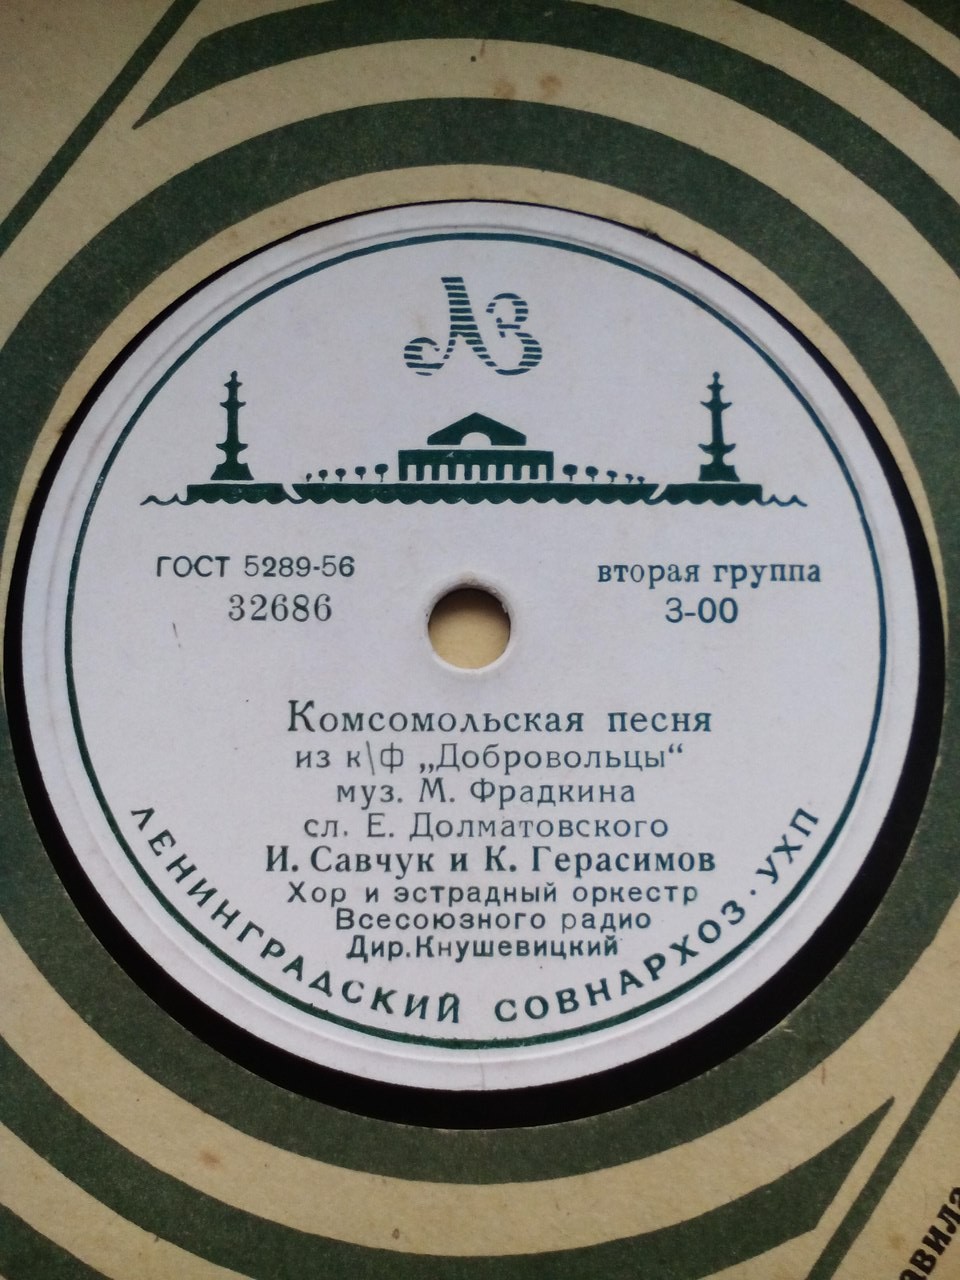 ЛЗ
ГОСТ 5289-56
32686
вторая группа
3-00
Комсомольская песня
из к\ф „Добровольцы“
муз. М. Фрадкина
сл. Е. Долматовского
И. Савчук и К. Герасимов
Хор и эстрадный оркестр
Всесоюзного радио
Дир.Кнушевицкий
ЛЕНИНГРАДСКИЙ СОВНАРХОЗ · УХП